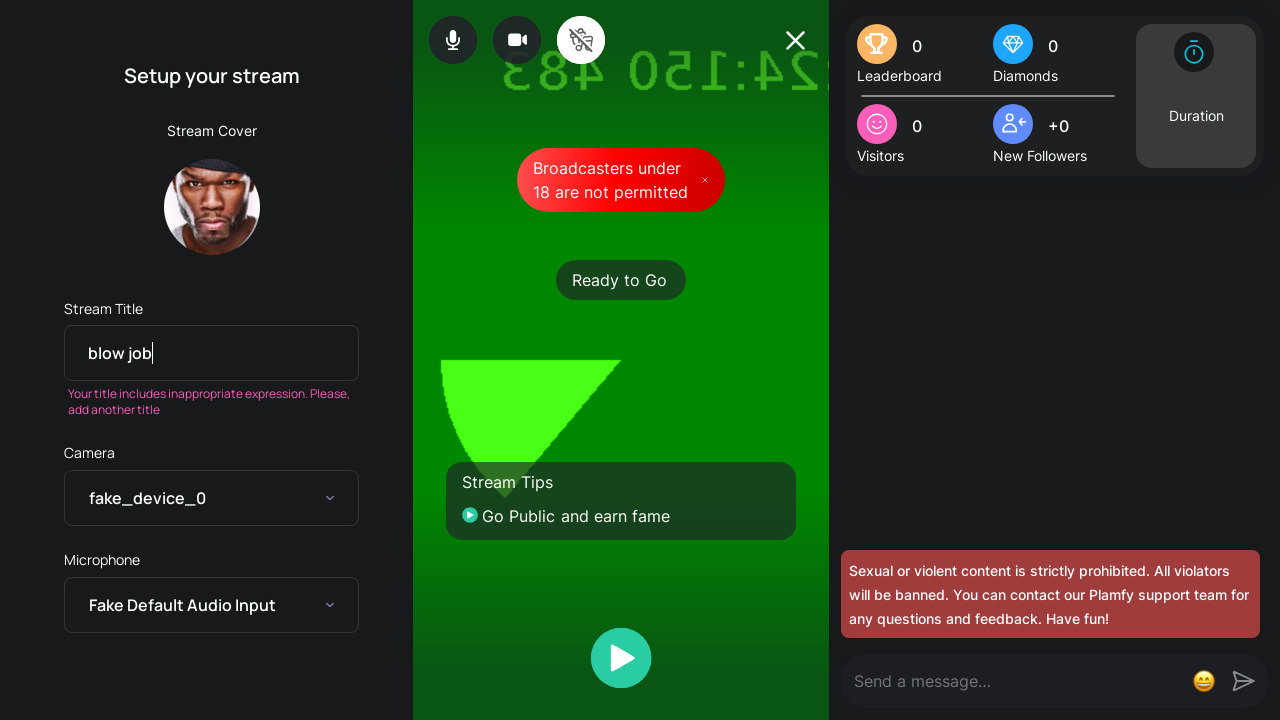 Setup your stream
Stream Cover
Stream Title
blow job
Your title includes inappropriate expression. Please,
add another title
Camera
fake_device_0
Microphone
Fake Default Audio Input
:24:150 483
Broadcasters under
18 are not permitted
Ready to Go
Stream Tips
Go Public and earn fame
0
Leaderboard
0
Diamonds
0
Visitors
+0
New Followers
Duration
Sexual or violent content is strictly prohibited. All violators
will be banned. You can contact our Plamfy support team for
any questions and feedback. Have fun!
Send a message...